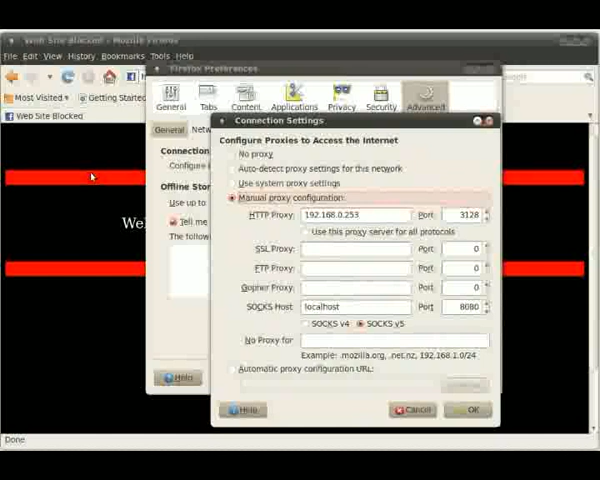 Web Site Blocked - Mozilla Firefox
File Edit View History Bookmarks Tools Help
Firefox Preferences
Most Visited Getting Started
Web Site Blocked
General Tabs Content Applications Privacy Security Advanced
General Netw
Connection
Configure
Offline Stor
Use up to
Tell me
The follow
Wel
Help
Connection Settings
Configure Proxies to Access the Internet
No proxy
Auto-detect proxy settings for this network
Use system proxy settings
Manual proxy configuration:
HTTP Proxy: 192.168.0.253 Port 3128
Use this proxy server for all protocols
SSL Proxy: Port 0
FTP Proxy: Port 0
Gopher Proxy: Port 0
SOCKS Host: localhost Port 8080
SOCKS v4 SOCKS v5
No Proxy for
Example: .mozilla.org, .net.nz, 192.168.1.0/24
Automatic proxy configuration URL:
Help Cancel OK
Done